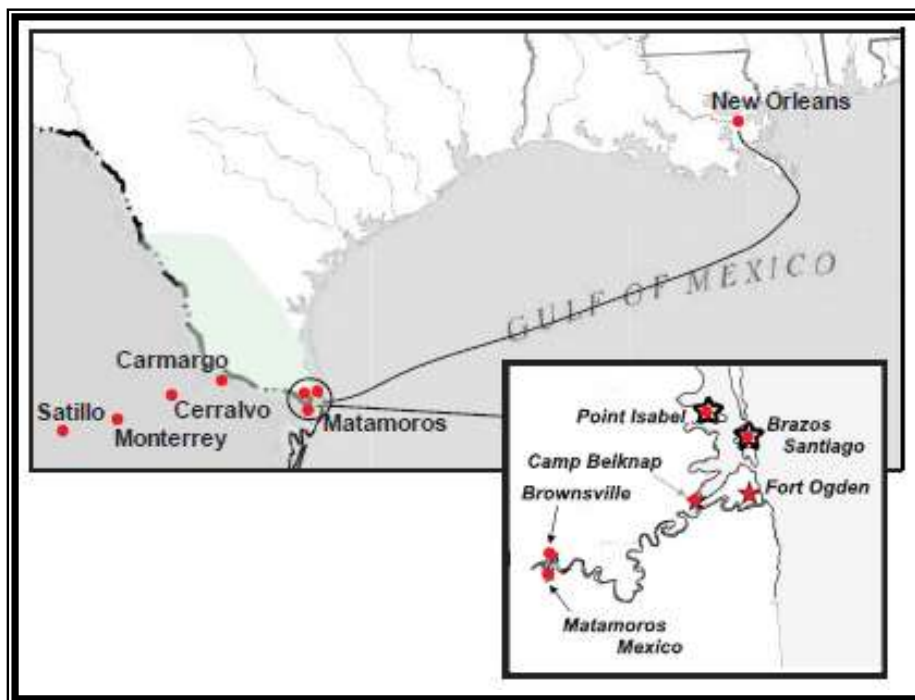 New Orleans
GULF OF MEXICO
Carmargo
Satillo
Cerralvo
Monterrey
Matamoros
Point Isabel
Brazos
Santiago
Camp Belknap
Fort Ogden
Brownsville
Matamoros
Mexico